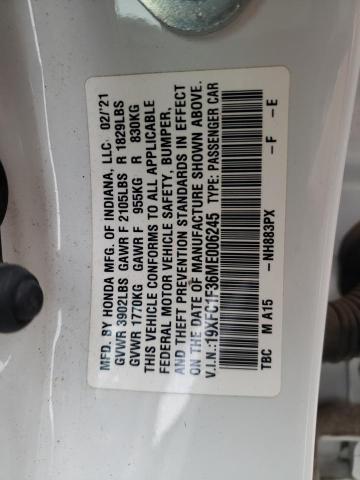 MFD. BY HONDA MFG. OF INDIANA, LLC. 02/'21
GVWR 3902LBS GAWR F 2105LBS R 1829LBS
GVWR 1770KG GAWR F 955KG R 830KG
THIS VEHICLE CONFORMS TO ALL APPLICABLE
FEDERAL MOTOR VEHICLE SAFETY, BUMPER,
AND THEFT PREVENTION STANDARDS IN EFFECT
ON THE DATE OF MANUFACTURE SHOWN ABOVE.
V.I.N.:19XFC1F36ME006245 TYPE: PASSENGER CAR
TBC M A15 -NH883PX -F -E